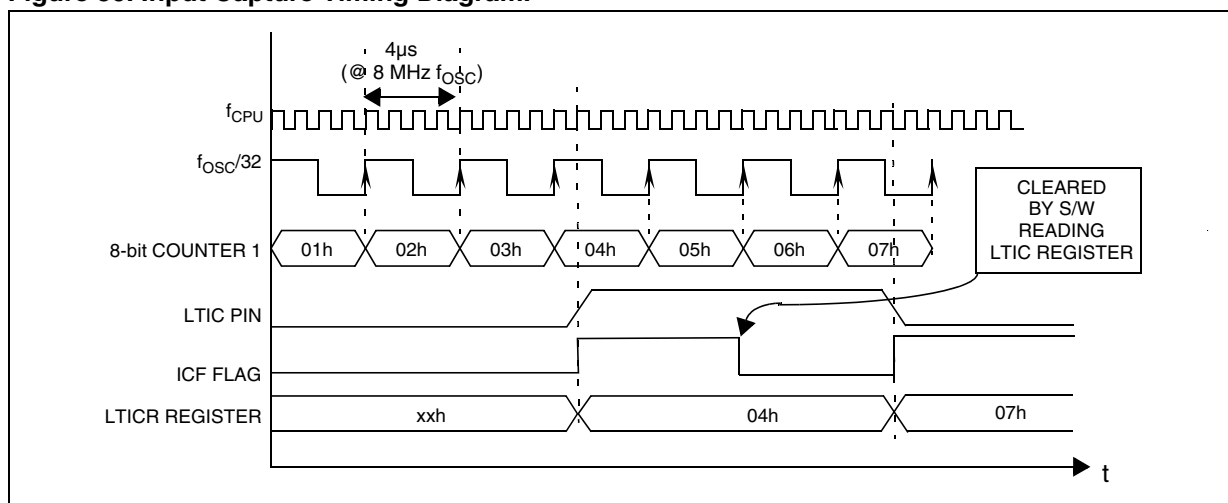 Figure 36. Input Capture Timing Diagram.
4µs
(@ 8 MHz fOSC)
fCPU
fOSC/32
CLEARED
BY S/W
READING
LTIC REGISTER
8-bit COUNTER 1
01h
02h
03h
04h
05h
06h
07h
LTIC PIN
ICF FLAG
LTICR REGISTER
xxh
04h
07h
t